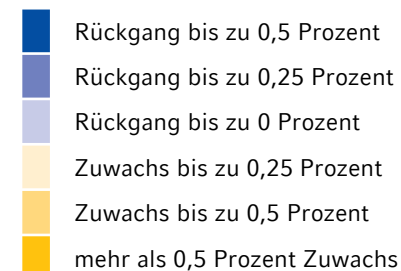 Rückgang bis zu 0,5 Prozent
Rückgang bis zu 0,25 Prozent
Rückgang bis zu 0 Prozent
Zuwachs bis zu 0,25 Prozent
Zuwachs bis zu 0,5 Prozent
mehr als 0,5 Prozent Zuwachs